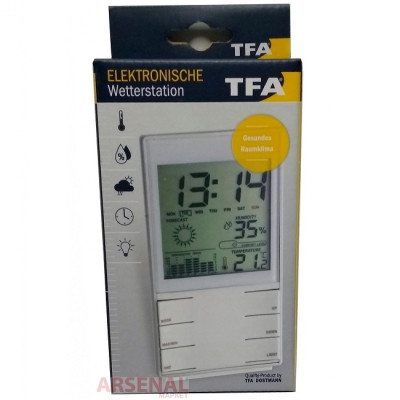 TFA
ELEKTRONISCHE
Wetterstation
TFA
Gesundes
Raumklima
13:14
HUMIDITY
35%
TEMPERATURE
21.2
Quality-Product by
TFA DOSTMANN
ARSENAL
MARKET